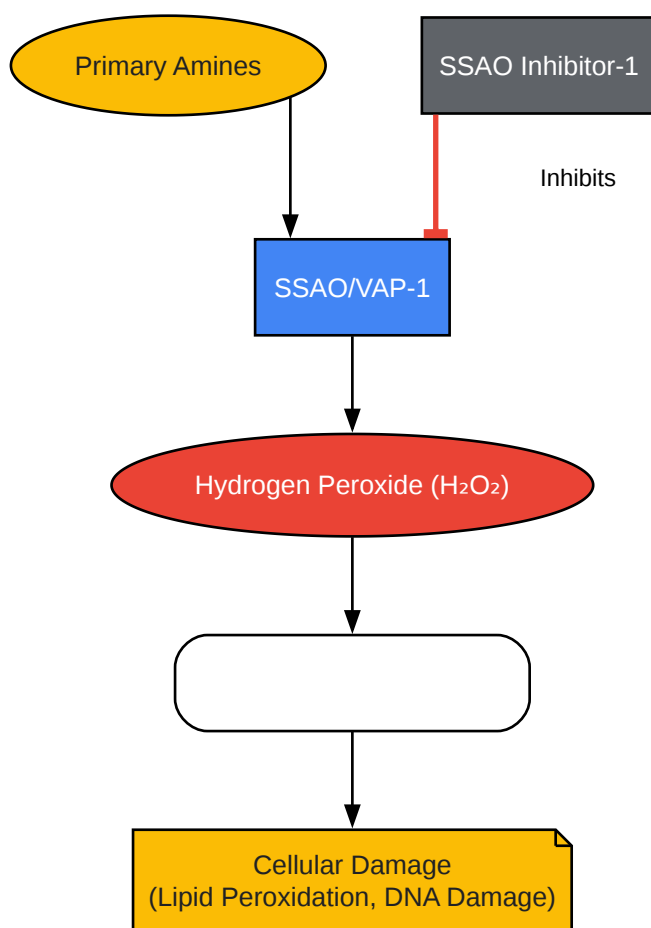 Primary Amines
SSAO Inhibitor-1
Inhibits
SSAO/VAP-1
Hydrogen Peroxide (H₂O₂)
Cellular Damage
(Lipid Peroxidation, DNA Damage)